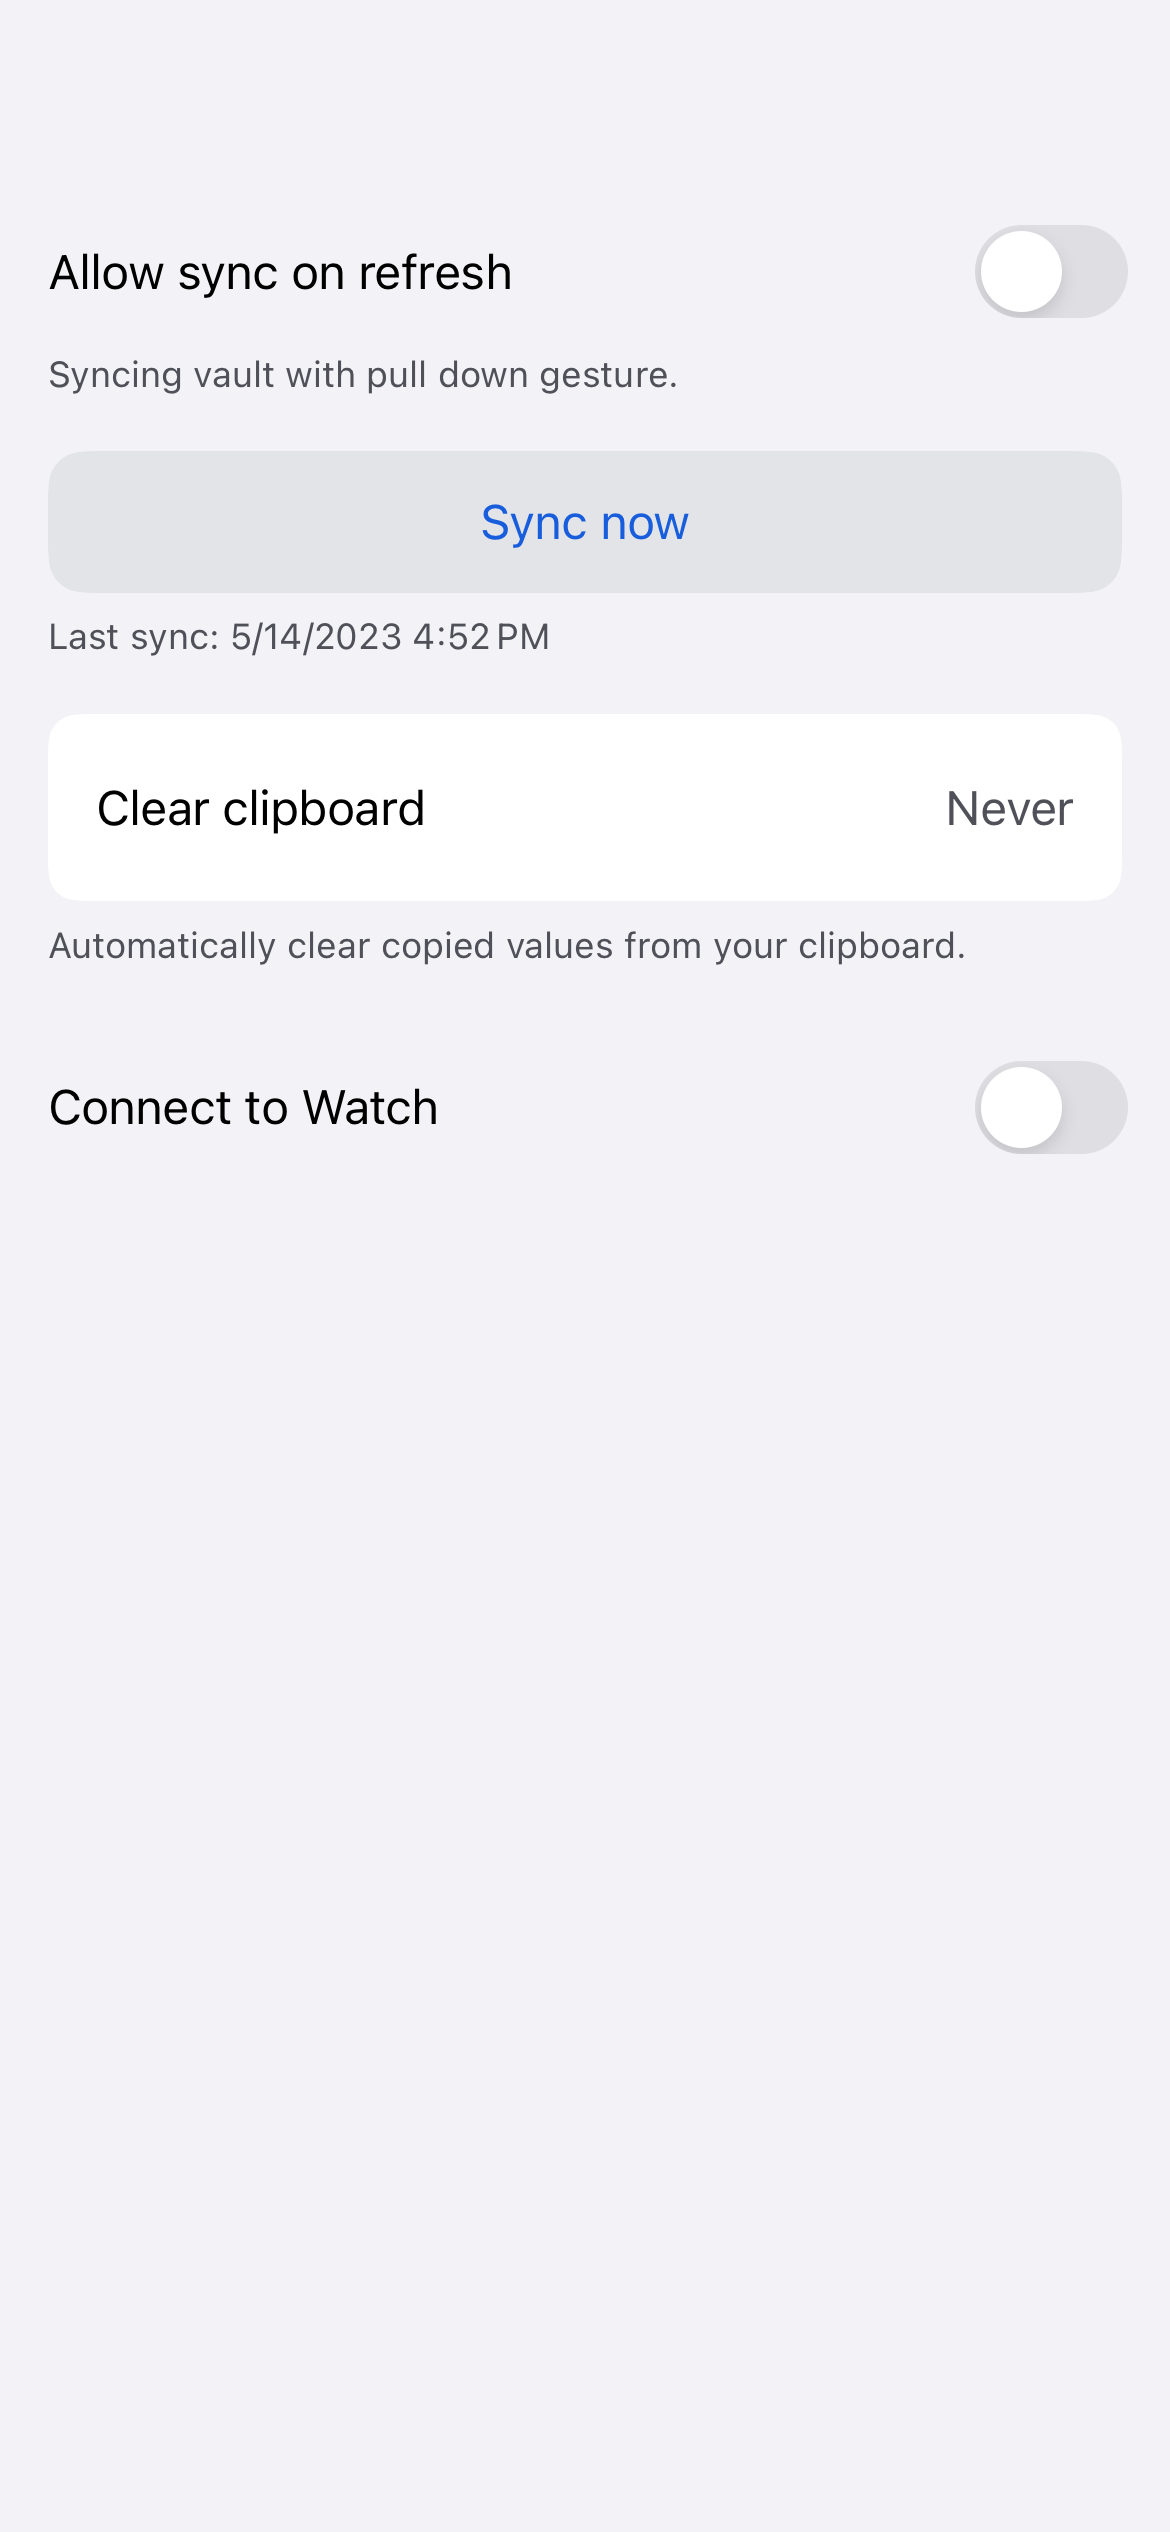 Allow sync on refresh
Syncing vault with pull down gesture.
Sync now
Last sync: 5/14/2023 4:52 PM
Clear clipboard Never
Automatically clear copied values from your clipboard.
Connect to Watch